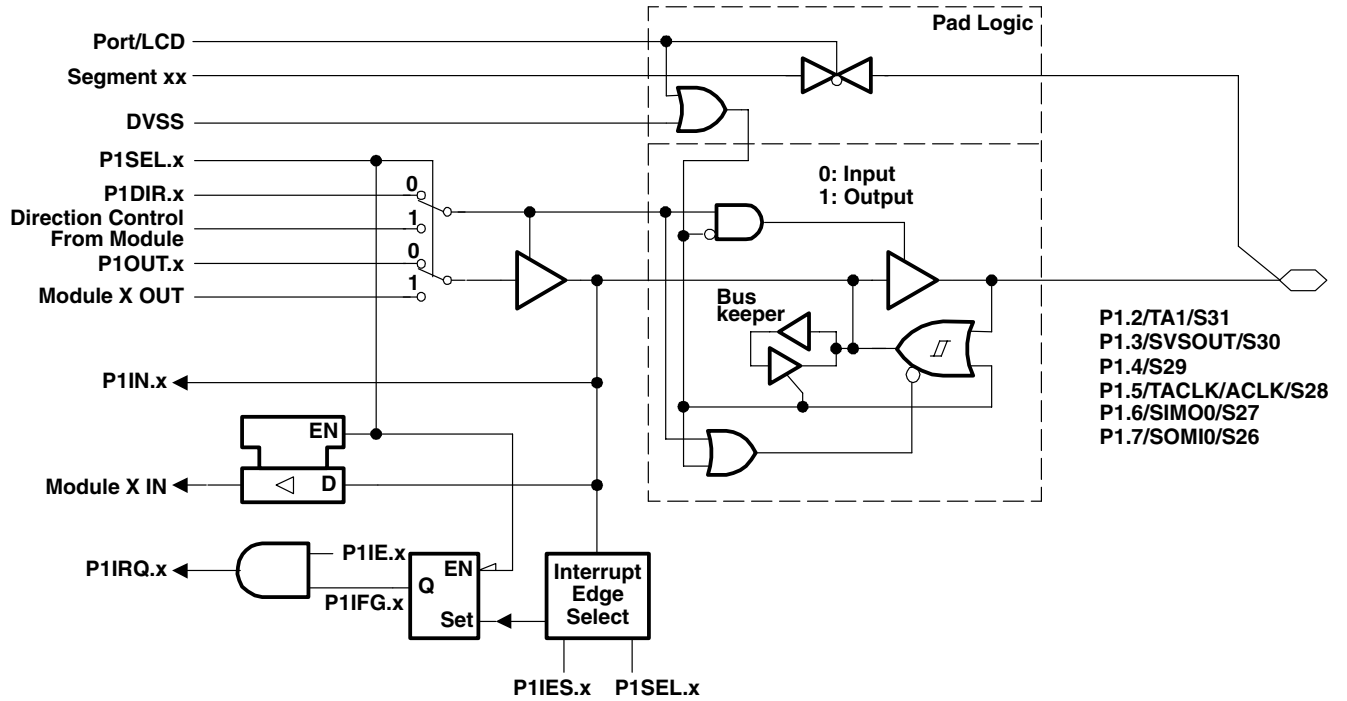 Pad Logic
Port/LCD
Segment xx
DVSS
P1SEL.x
P1DIR.x
0
Direction Control
From Module
1
P1OUT.x
0
Module X OUT
1
0: Input
1: Output
Bus
keeper
P1.2/TA1/S31
P1.3/SVSOUT/S30
P1.4/S29
P1.5/TACLK/ACLK/S28
P1.6/SIMO0/S27
P1.7/SOMI0/S26
P1IN.x
EN
Module X IN
D
P1IRQ.x
P1IE.x
P1IFG.x
EN
Q
Set
Interrupt
Edge
Select
P1IES.x
P1SEL.x